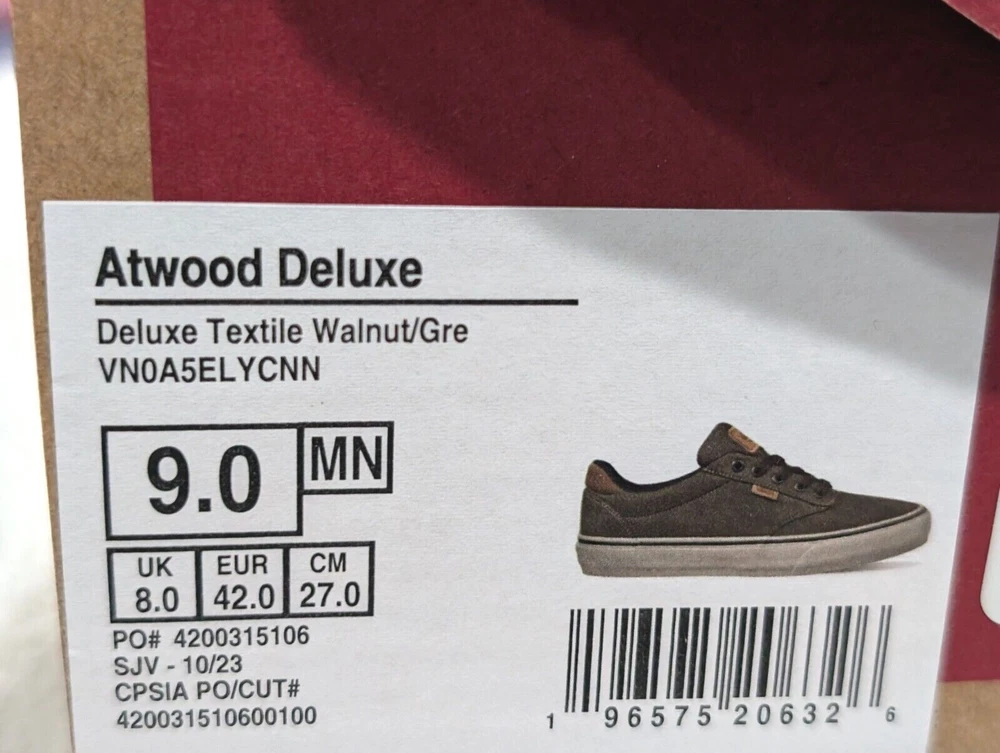 Atwood Deluxe
Deluxe Textile Walnut/Gre
VN0A5ELYCNN
9.0 MN
UK EUR CM
8.0 42.0 27.0
PO# 4200315106
SJV - 10/23
CPSIA PO/CUT#
420031510600100
1 96575 20632 6